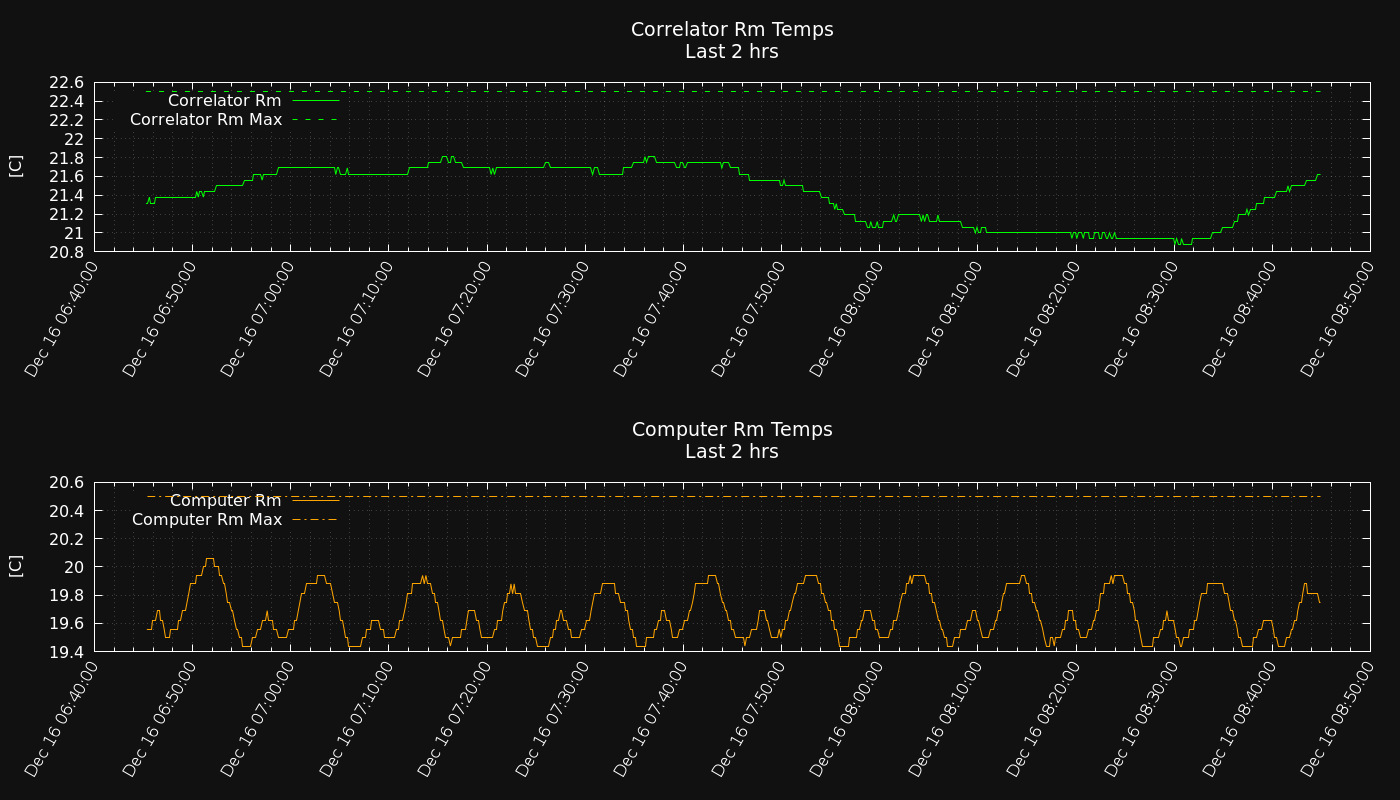 Correlator Rm Temps
Last 2 hrs
[C]
22.6
22.4
22.2
22
21.8
21.6
21.4
21.2
21
20.8
Correlator Rm
Correlator Rm Max
Dec 16 06:40:00
Dec 16 06:50:00
Dec 16 07:00:00
Dec 16 07:10:00
Dec 16 07:20:00
Dec 16 07:30:00
Dec 16 07:40:00
Dec 16 07:50:00
Dec 16 08:00:00
Dec 16 08:10:00
Dec 16 08:20:00
Dec 16 08:30:00
Dec 16 08:40:00
Dec 16 08:50:00
Computer Rm Temps
Last 2 hrs
[C]
20.6
20.4
20.2
20
19.8
19.6
19.4
Computer Rm
Computer Rm Max
Dec 16 06:40:00
Dec 16 06:50:00
Dec 16 07:00:00
Dec 16 07:10:00
Dec 16 07:20:00
Dec 16 07:30:00
Dec 16 07:40:00
Dec 16 07:50:00
Dec 16 08:00:00
Dec 16 08:10:00
Dec 16 08:20:00
Dec 16 08:30:00
Dec 16 08:40:00
Dec 16 08:50:00